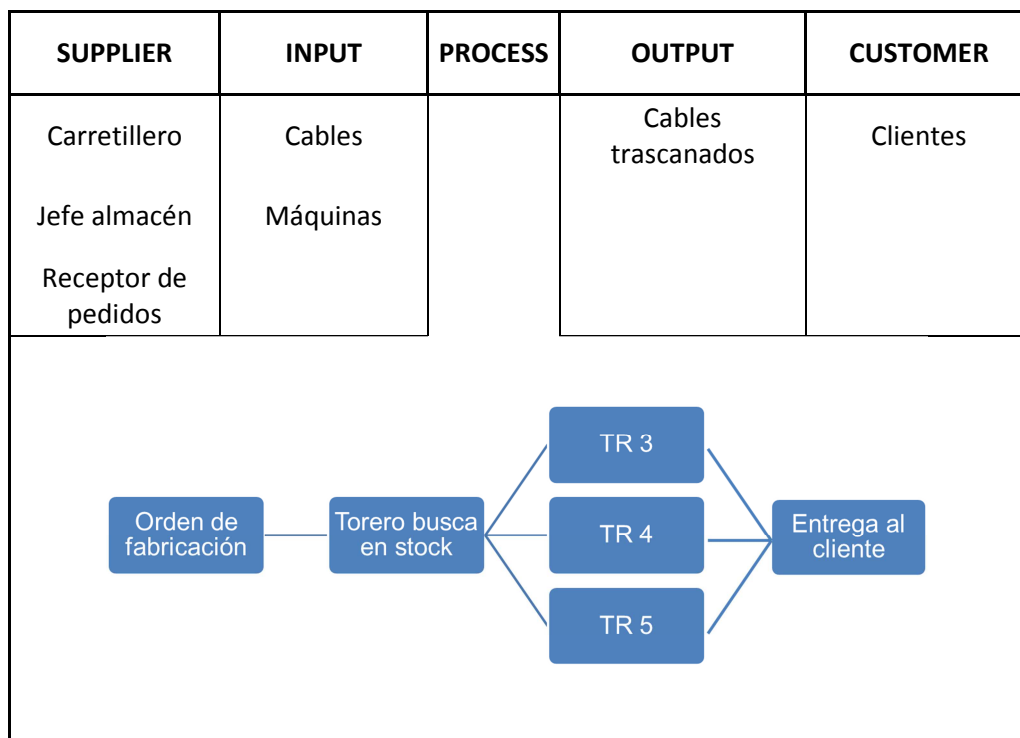 SUPPLIER INPUT PROCESS OUTPUT CUSTOMER
Carretillero Cables Cables
trascanados Clientes
Jefe almacén Máquinas
Receptor de
pedidos
Orden de
fabricación
Torero busca
en stock
TR 3
TR 4
TR 5
Entrega al
cliente